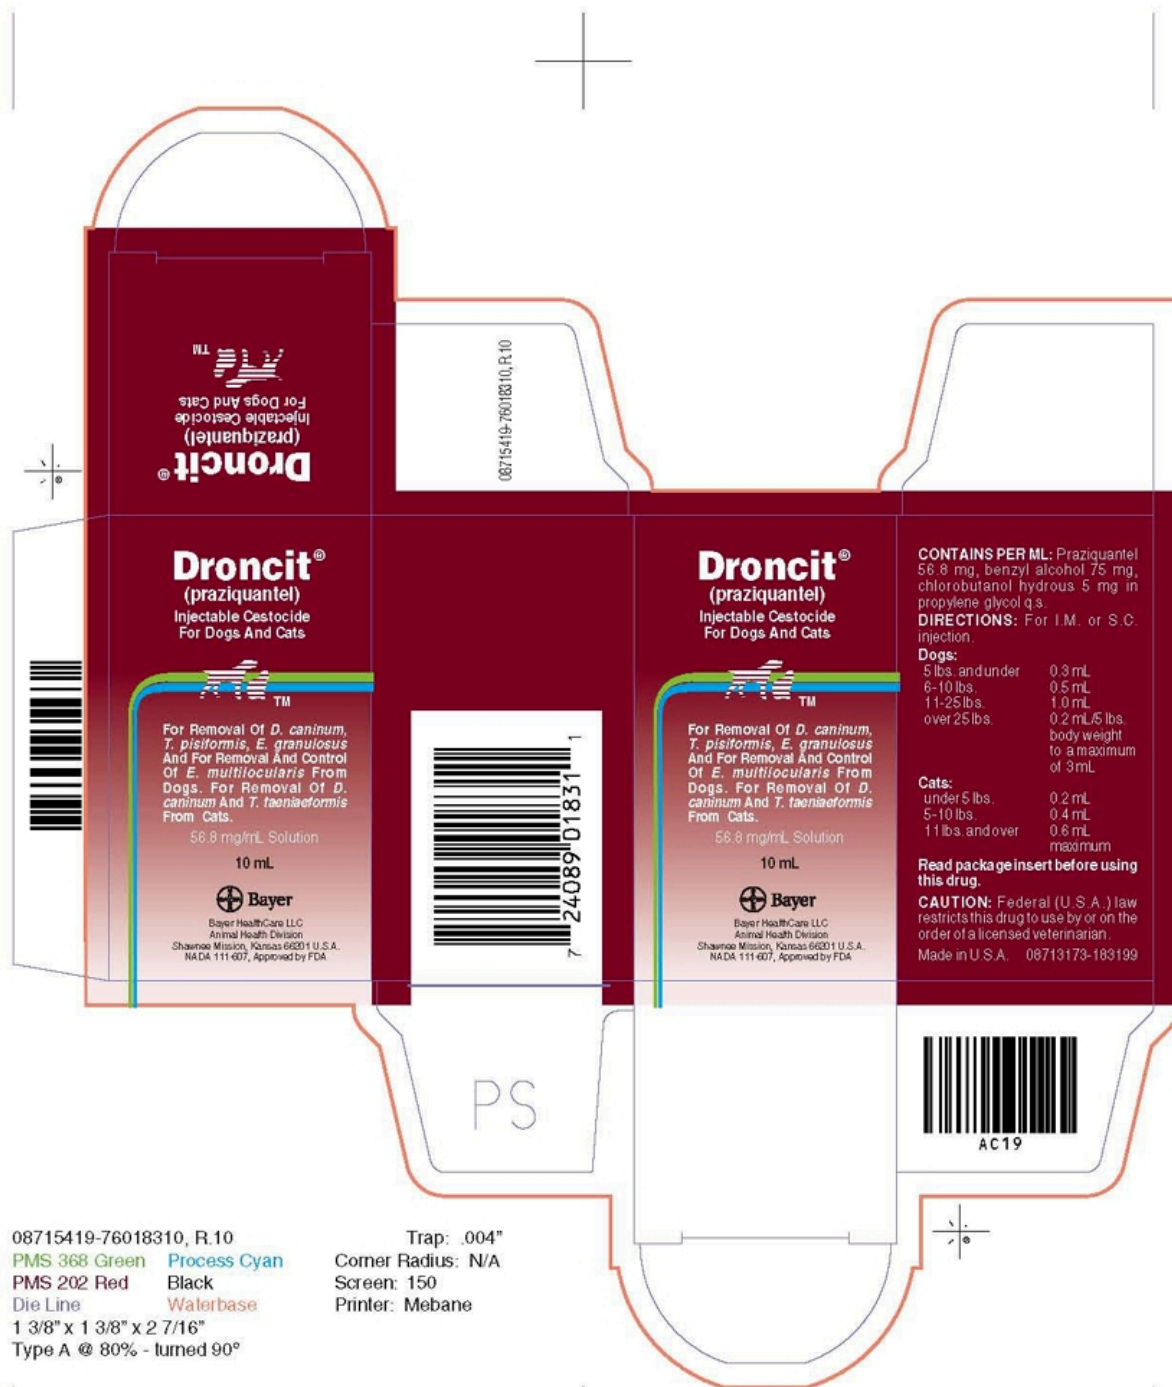 TM
For Dogs And Cats
Injectable Cestocide
(praziquantel)
Droncit®
08715419-76018310, R.10
Droncit®
(praziquantel)
Injectable Cestocide
For Dogs And Cats
TM
For Removal Of D. caninum,
T. pisiformis, E. granulosus
And For Removal and Control
Of E. multilocularis From
Dogs. For Removal Of D.
caninum And T. taeniaeformis
From Cats.
56.8 mg/mL Solution
10 mL
BAYER
Bayer
Bayer HealthCare LLC
Animal Health Division
Shawnee Mission, Kansas 66201 U.S.A.
NADA 111-607, Approved by FDA
7 24089 01831 1
Droncit®
(praziquantel)
Injectable Cestocide
For Dogs And Cats
TM
For Removal Of D. caninum,
T. pisiformis, E. granulosus
And For Removal and Control
Of E. multilocularis From
Dogs. For Removal Of D.
caninum And T. taeniaeformis
From Cats.
56.8 mg/mL Solution
10 mL
BAYER
Bayer
Bayer HealthCare LLC
Animal Health Division
Shawnee Mission, Kansas 66201 U.S.A.
NADA 111-607, Approved by FDA
CONTAINS PER ML: Praziquantel
56.8 mg, benzyl alcohol 75 mg,
chlorobutanol hydrous 5 mg in
propylene glycol q.s.
DIRECTIONS: For I.M. or S.C.
injection.
Dogs:
5 lbs. and under 0.3 mL
6-10 lbs. 0.5 mL
11-25 lbs. 1.0 mL
over 25 lbs. 0.2 mL/5 lbs.
body weight
to a maximum
of 3 mL
Cats:
under 5 lbs. 0.2 mL
5-10 lbs. 0.4 mL
11 lbs. and over 0.6 mL
maximum
Read package insert before using
this drug.
CAUTION: Federal (U.S.A.) law
restricts this drug to use by or on the
order of a licensed veterinarian.
Made in U.S.A. 08713173-183199
PS
AC19
08715419-76018310, R.10
PMS 368 Green Process Cyan
PMS 202 Red Black
Die Line Waterbase
1 3/8" x 1 3/8" x 2 7/16"
Type A @ 80% - turned 90°
Trap: .004"
Corner Radius: N/A
Screen: 150
Printer: Mebane